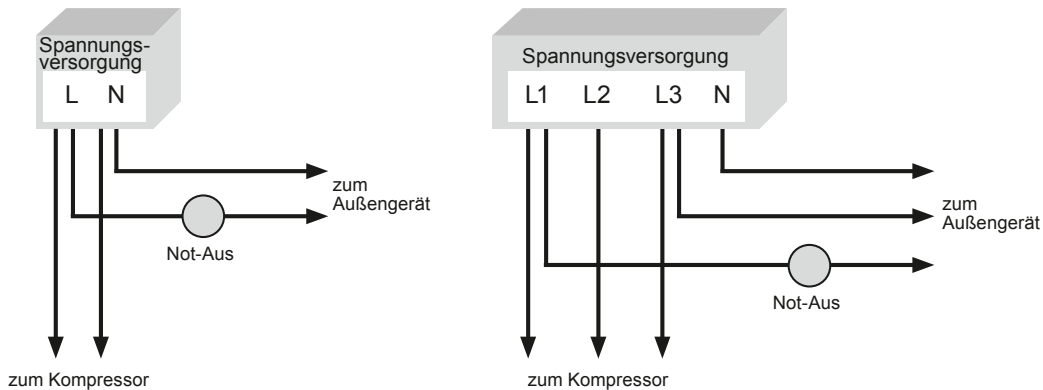 Spannungs-
versorgung
L N
zum
Außengerät
Not-Aus
zum Kompressor
Spannungsversorgung
L1 L2 L3 N
zum
Außengerät
Not-Aus
zum Kompressor